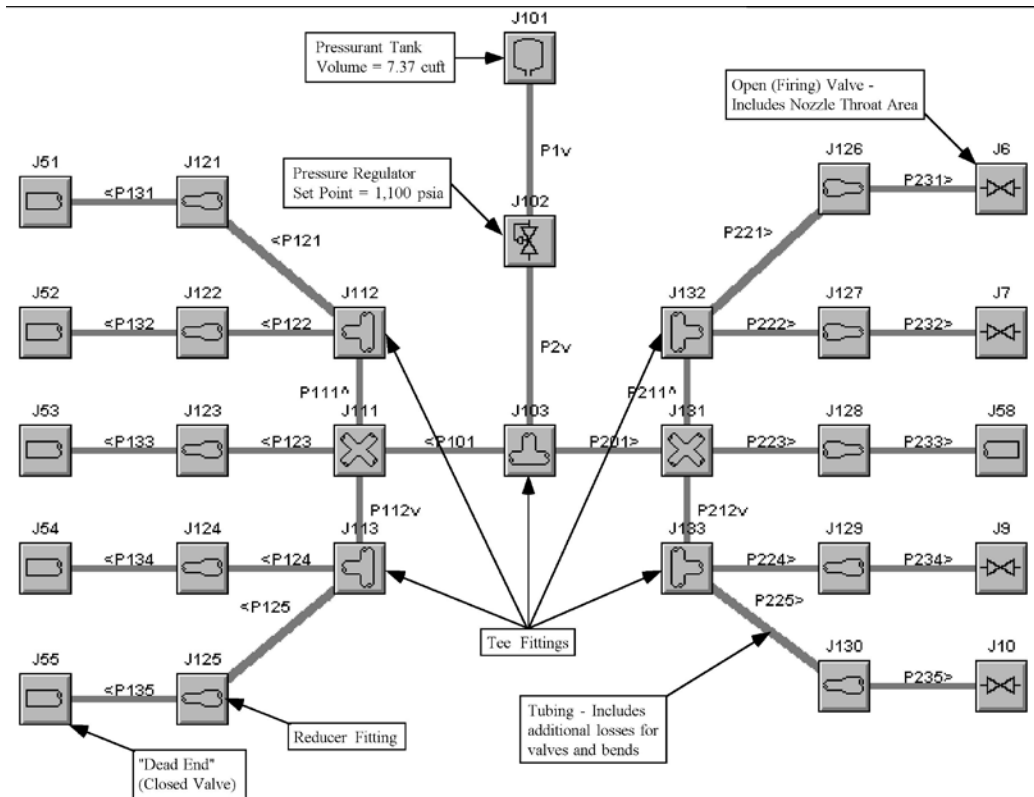 J101
Pressurant Tank
Volume = 7.37 cuft
Open (Firing) Valve -
Includes Nozzle Throat Area
P1v
J51
J121
J126
J6
<P131
P231>
Pressure Regulator
Set Point = 1,100 psia
J102
<P121
P221>
J52
J122
J112
J132
J127
J7
<P132
<P122
P222>
P232>
P2v
P111^
P211^
J53
J123
J111
J103
J131
J128
J58
<P133
<P123
<P101
P201>
P223>
P233>
P112v
P212v
J54
J124
J113
J133
J129
J9
<P134
<P124
P224>
P234>
<P125
P225>
Tee Fittings
J55
J125
J130
J10
<P135
P235>
Reducer Fitting
Tubing - Includes
additional losses for
valves and bends
"Dead End"
(Closed Valve)